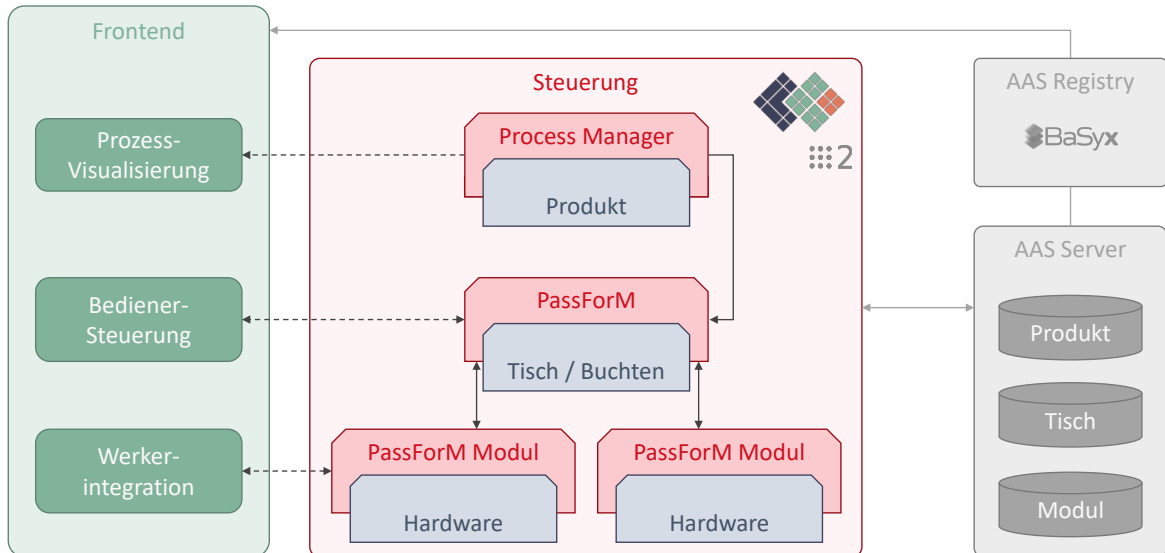 Frontend
Prozess-
Visualisierung
Bediener-
Steuerung
Werker-
integration
Steuerung
2
Process Manager
Produkt
PassForM
Tisch / Buchten
PassForM Modul
Hardware
PassForM Modul
Hardware
AAS Registry
BaSyx
AAS Server
Produkt
Tisch
Modul